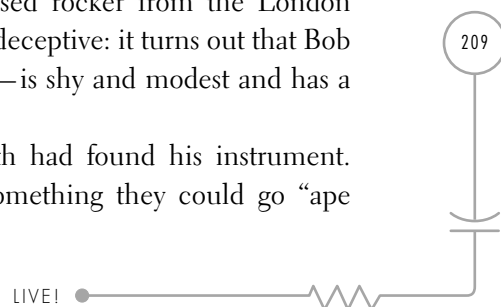 sed rocker from the London
deceptive: it turns out that Bob
—is shy and modest and has a
th had found his instrument.
omething they could go “ape
209
LIVE!